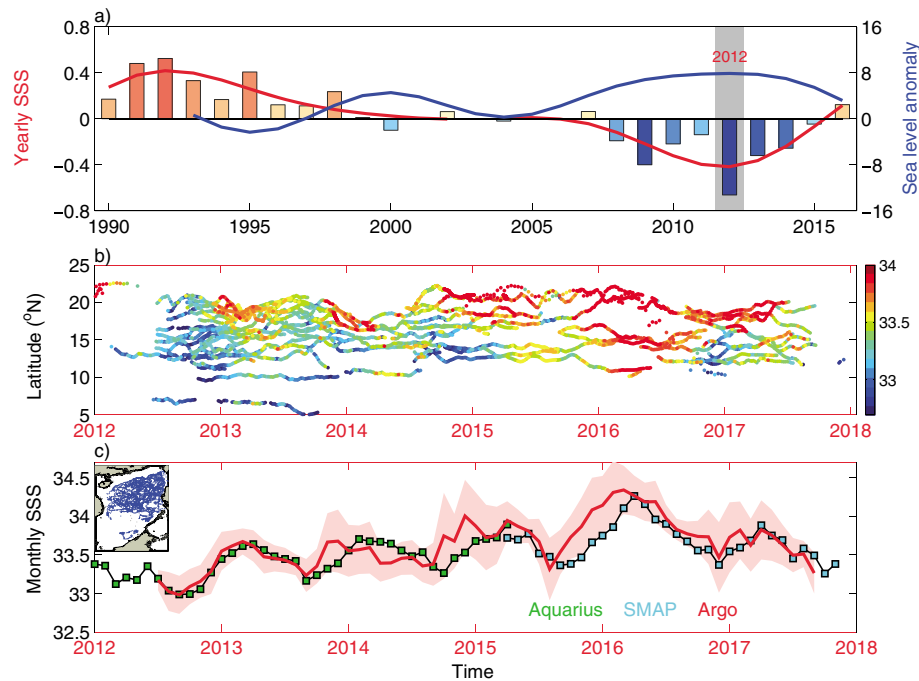 a)
0.8
0.4
0
−0.4
−0.8
Yearly SSS
16
8
0
−8
−16
Sea level anomaly
2012
1990 1995 2000 2005 2010 2015
b)
25
20
15
10
5
Latitude (°N)
34
33.5
33
2012 2013 2014 2015 2016 2017 2018
c)
34.5
34
33.5
33
32.5
Monthly SSS
Aquarius SMAP Argo
2012 2013 2014 2015 2016 2017 2018
Time